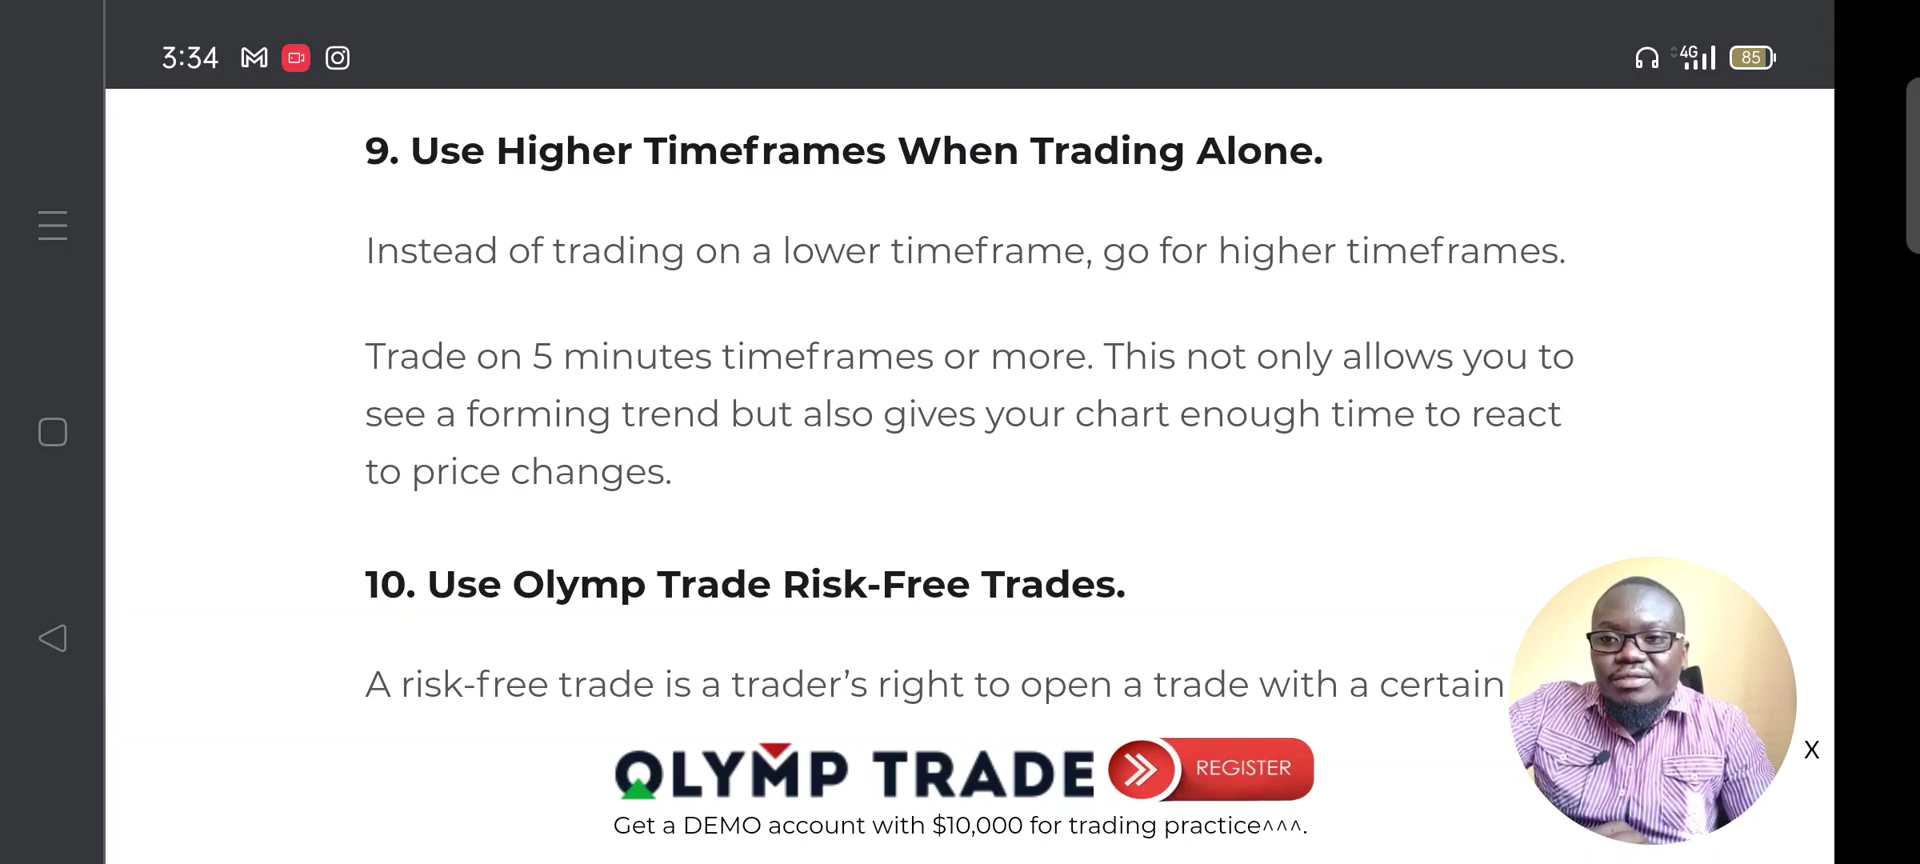 3:34
4G
85
9. Use Higher Timeframes When Trading Alone.
Instead of trading on a lower timeframe, go for higher timeframes.
Trade on 5 minutes timeframes or more. This not only allows you to
see a forming trend but also gives your chart enough time to react
to price changes.
10. Use Olymp Trade Risk-Free Trades.
A risk-free trade is a trader’s right to open a trade with a certain
OLYMP TRADE
REGISTER
X
Get a DEMO account with $10,000 for trading practice^^^.